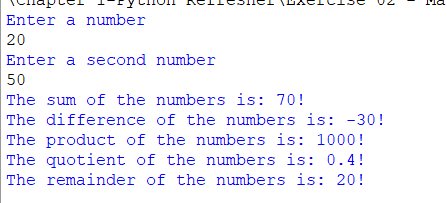 \Chapter 1-Python Refresher\Exercise 02 - Ma
Enter a number
20
Enter a second number
50
The sum of the numbers is: 70!
The difference of the numbers is: -30!
The product of the numbers is: 1000!
The quotient of the numbers is: 0.4!
The remainder of the numbers is: 20!